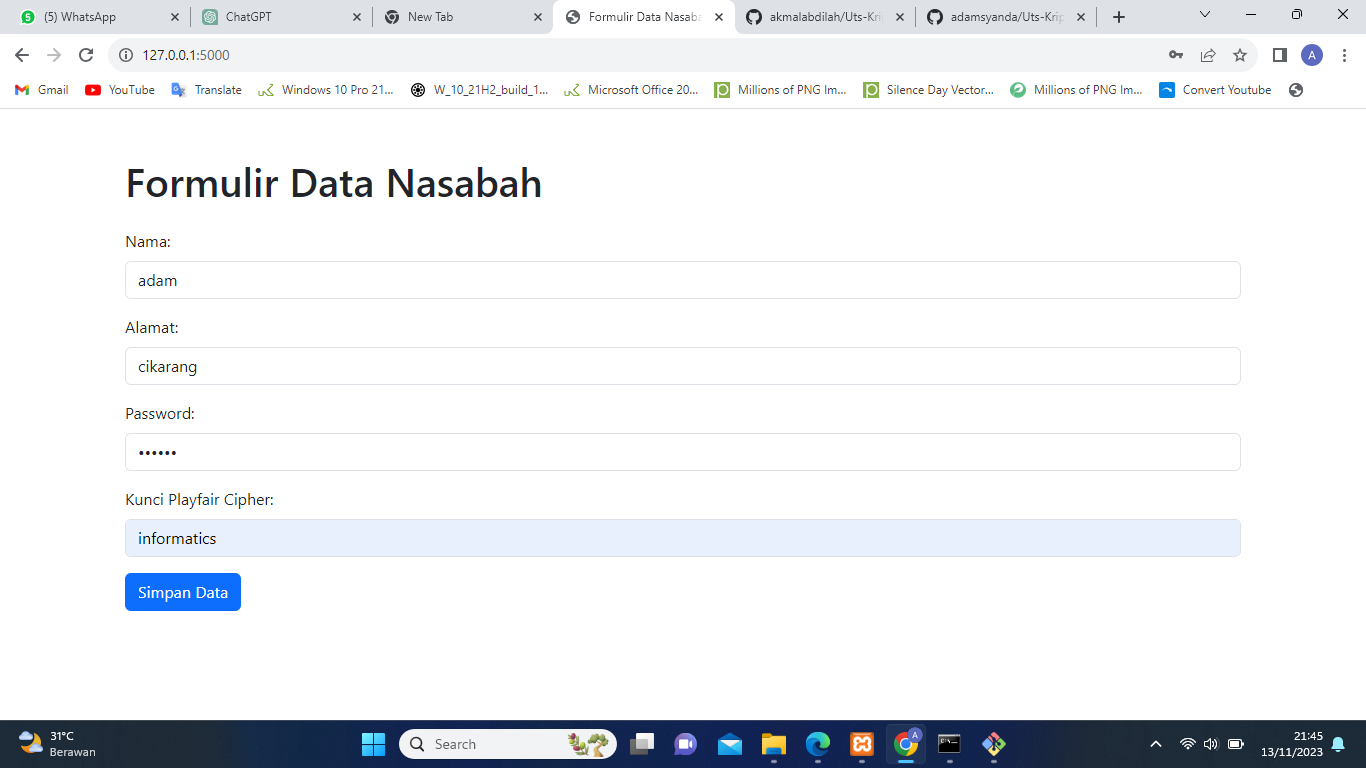 (5) WhatsApp
ChatGPT
New Tab
Formulir Data Nasaba
akmalabdilah/Uts-Kri
adamsyanda/Uts-Krip
127.0.0.1:5000
A
Gmail
YouTube
Translate
Windows 10 Pro 21...
W_10_21H2_build_1...
Microsoft Office 20...
Millions of PNG Im...
Silence Day Vector...
Millions of PNG Im...
Convert Youtube
Formulir Data Nasabah
Nama:
adam
Alamat:
cikarang
Password:
••••••
Kunci Playfair Cipher:
informatics
Simpan Data
31°C
Berawan
Search
A
21:45
13/11/2023